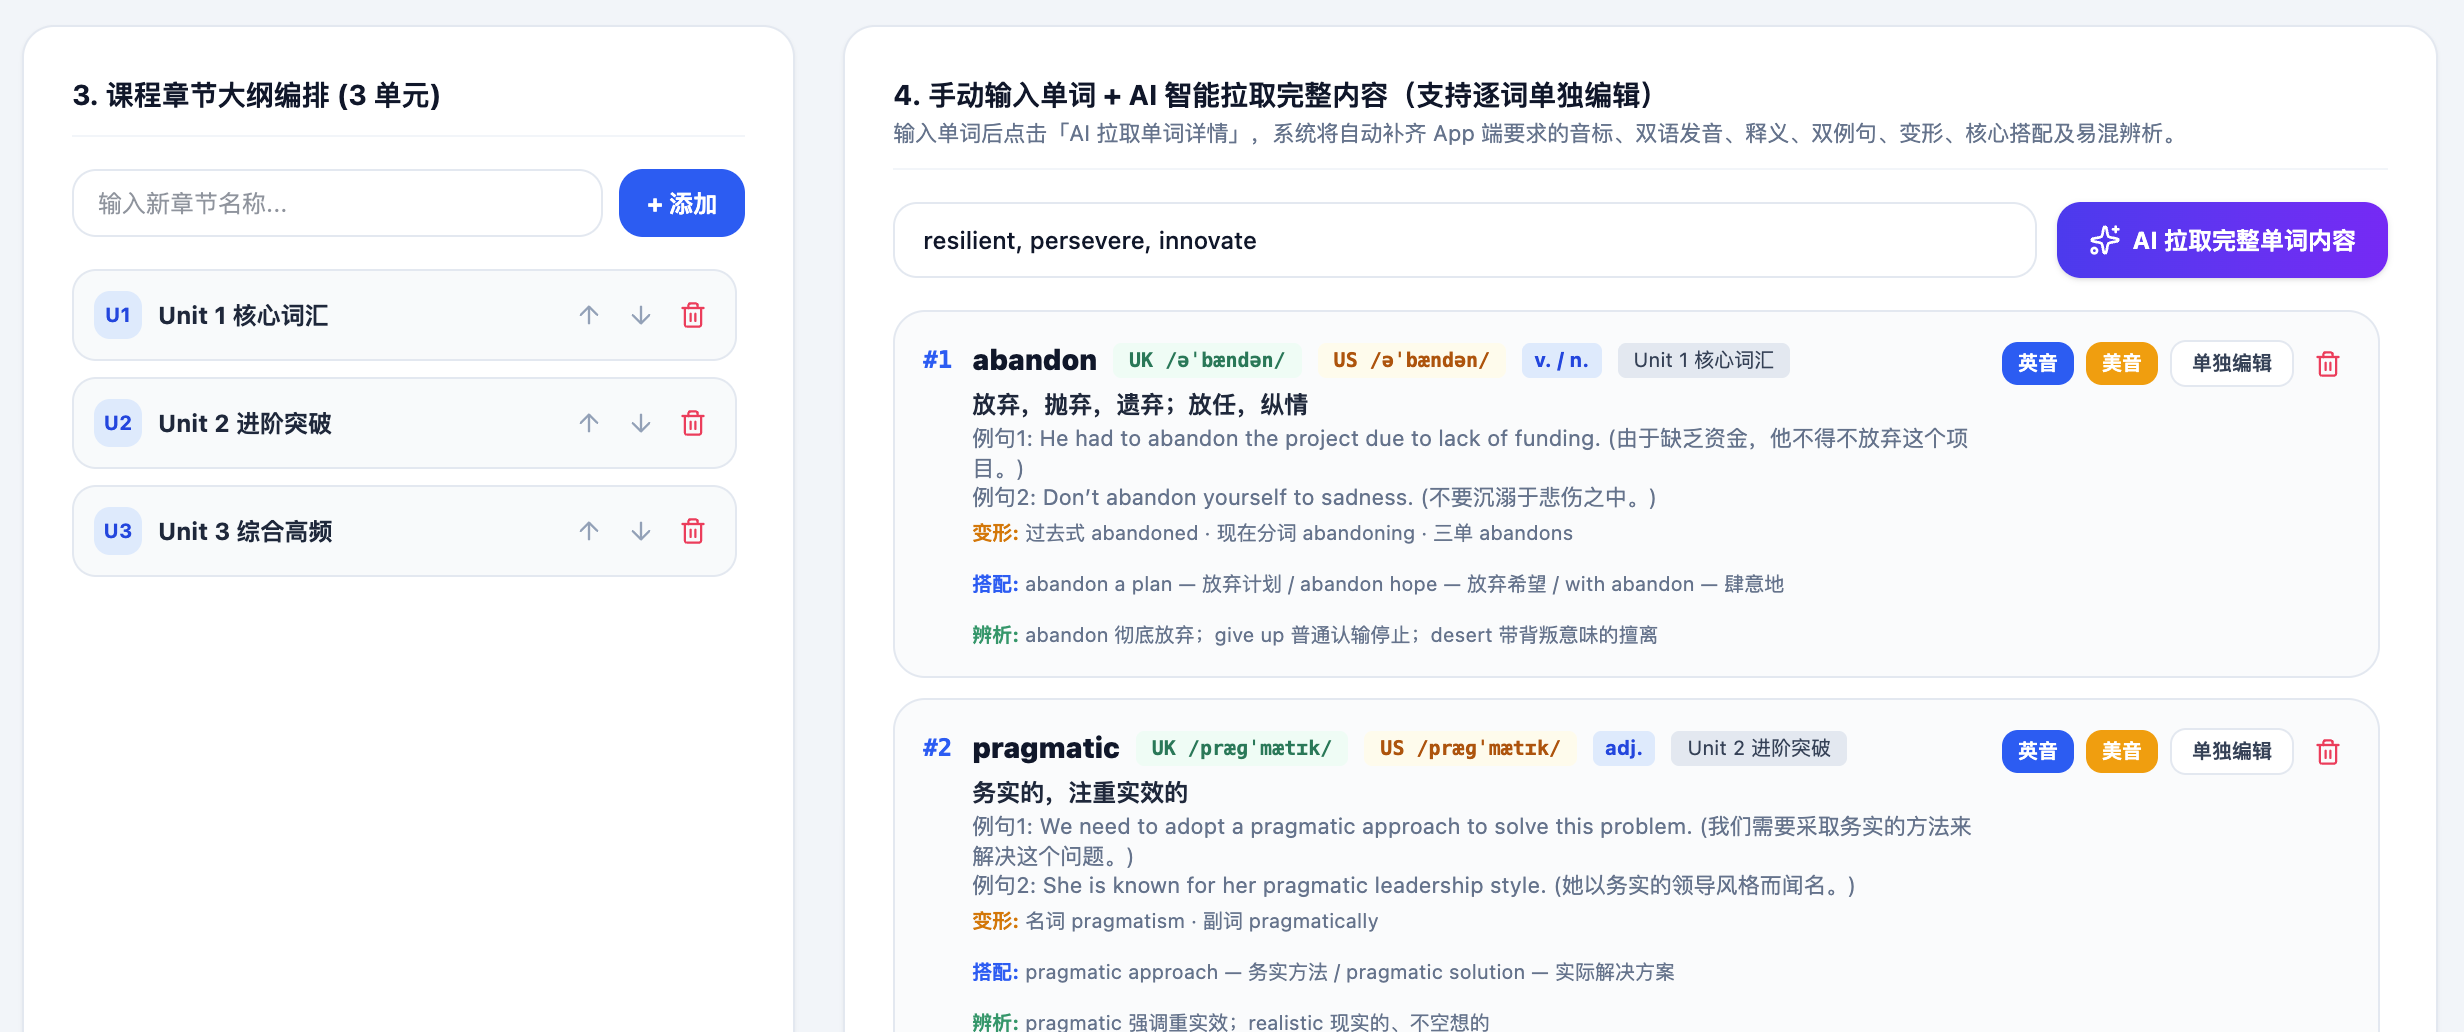 3. 课程章节大纲编排 (3 单元)
输入新章节名称...
+ 添加
U1 Unit 1 核心词汇
U2 Unit 2 进阶突破
U3 Unit 3 综合高频
4. 手动输入单词 + AI 智能拉取完整内容（支持逐词单独编辑）
输入单词后点击「AI 拉取单词详情」，系统将自动补齐 App 端要求的音标、双语发音、释义、双例句、变形、核心搭配及易混辨析。
resilient, persevere, innovate
AI 拉取完整单词内容
#1 abandon UK /əˈbændən/ US /əˈbændən/ v. / n. Unit 1 核心词汇 英音 美音 单独编辑
放弃，抛弃，遗弃；放任，纵情
例句1: He had to abandon the project due to lack of funding. (由于缺乏资金，他不得不放弃这个项
目。)
例句2: Don’t abandon yourself to sadness. (不要沉溺于悲伤之中。)
变形: 过去式 abandoned · 现在分词 abandoning · 三单 abandons
搭配: abandon a plan — 放弃计划 / abandon hope — 放弃希望 / with abandon — 肆意地
辨析: abandon 彻底放弃；give up 普通认输停止；desert 带背叛意味的擅离
#2 pragmatic UK /præɡˈmætɪk/ US /præɡˈmætɪk/ adj. Unit 2 进阶突破 英音 美音 单独编辑
务实的，注重实效的
例句1: We need to adopt a pragmatic approach to solve this problem. (我们需要采取务实的方法来
解决这个问题。)
例句2: She is known for her pragmatic leadership style. (她以务实的领导风格而闻名。)
变形: 名词 pragmatism · 副词 pragmatically
搭配: pragmatic approach — 务实方法 / pragmatic solution — 实际解决方案
辨析: pragmatic 强调重实效；realistic 现实的、不空想的